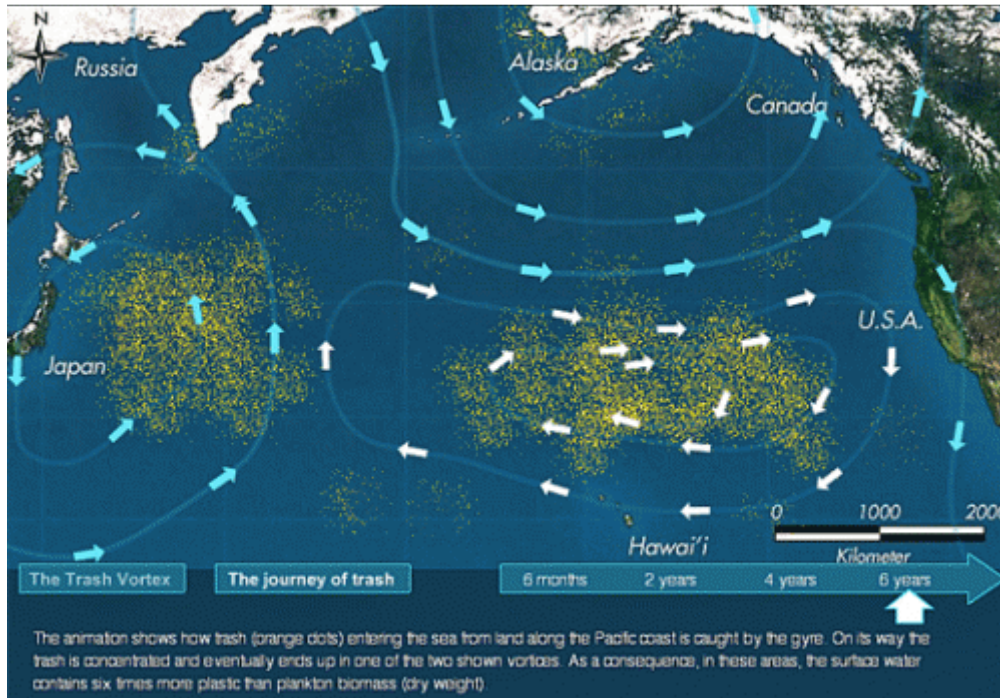 N
Russia
Alaska
Canada
Japan
U.S.A.
Hawai'i
0 1000 2000
Kilometer
The Trash Vortex
The journey of trash
6 months 2 years 4 years 6 years
The animation shows how trash (orange dots) entering the sea from land along the Pacific coast is caught by the gyre. On its way the
trash is concentrated and eventually ends up in one of the two shown vortices. As a consequence, in these areas, the surface water
contains six times more plastic than plankton biomass (dry weight).